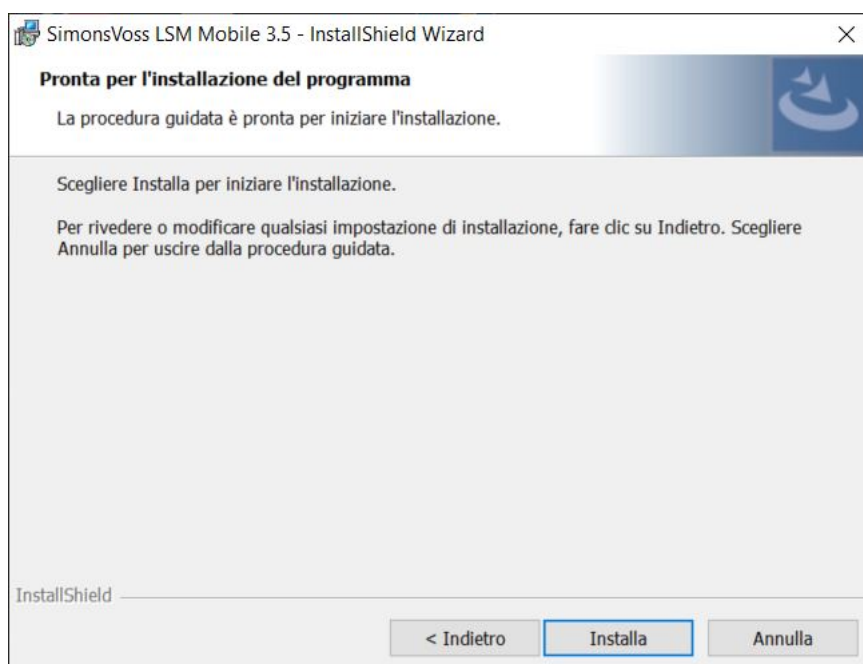 SimonsVoss LSM Mobile 3.5 - InstallShield Wizard
Pronta per l'installazione del programma
La procedura guidata è pronta per iniziare l'installazione.
Scegliere Installa per iniziare l'installazione.
Per rivedere o modificare qualsiasi impostazione di installazione, fare clic su Indietro. Scegliere
Annulla per uscire dalla procedura guidata.
InstallShield
< Indietro
Installa
Annulla